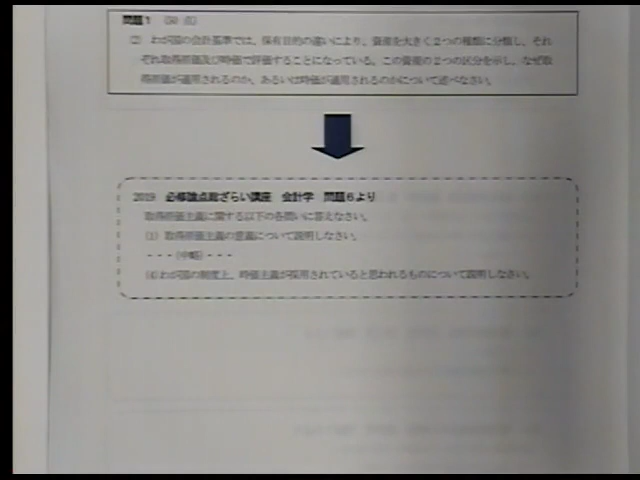 問題1 (50 点)
(2) わが国の会計基準では、保有目的の違いにより、資産を大きく2つの種類に分類し、それ
ぞれ取得原価及び時価で評価することになっている。この資産の2つの区分を示し、なぜ取
得原価が適用されるのか、あるいは時価が適用されるのかについて述べなさい。
2019 必修論点総ざらい講座 会計学 問題6より
取得原価主義に関する以下の各問いに答えなさい。
(1) 取得原価主義の意義について説明しなさい。
・・・(中略)・・・
(4) わが国の制度上、時価主義が採用されていると思われるものについて説明しなさい。